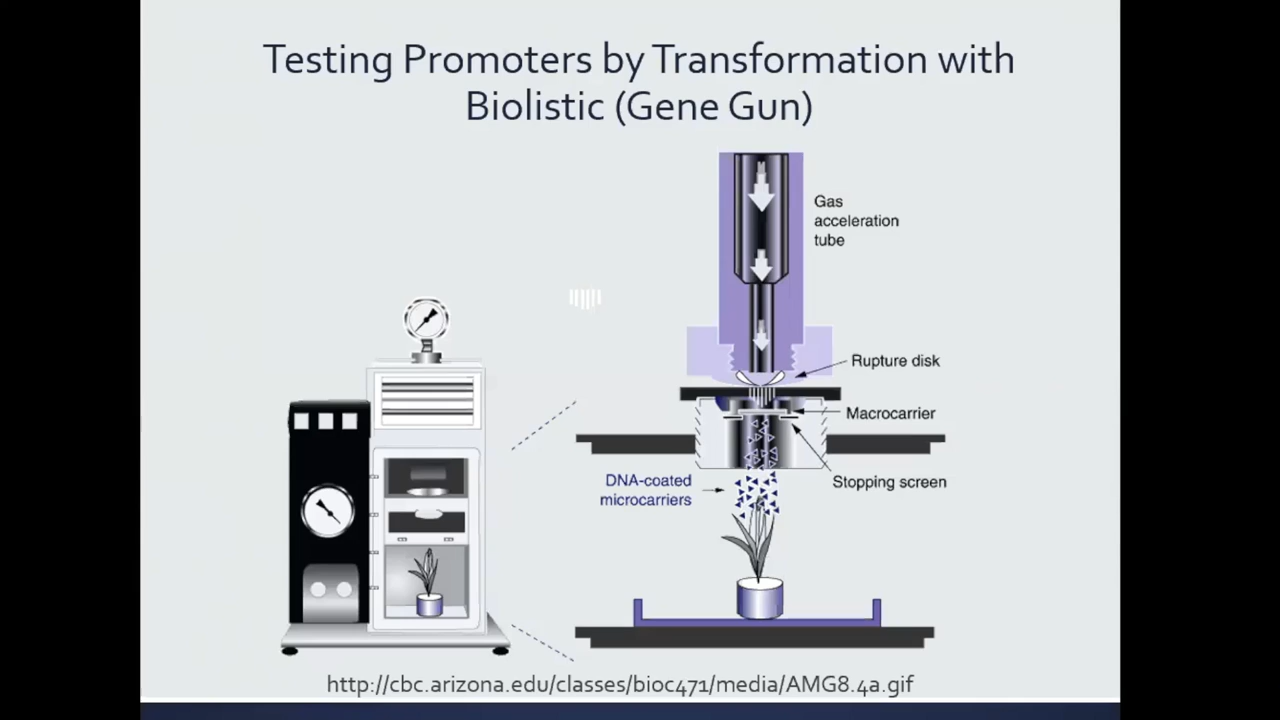 Testing Promoters by Transformation with
Biolistic (Gene Gun)
Gas
acceleration
tube
Rupture disk
Macrocarrier
Stopping screen
DNA-coated
microcarriers
http://cbc.arizona.edu/classes/bioc471/media/AMG8.4a.gif